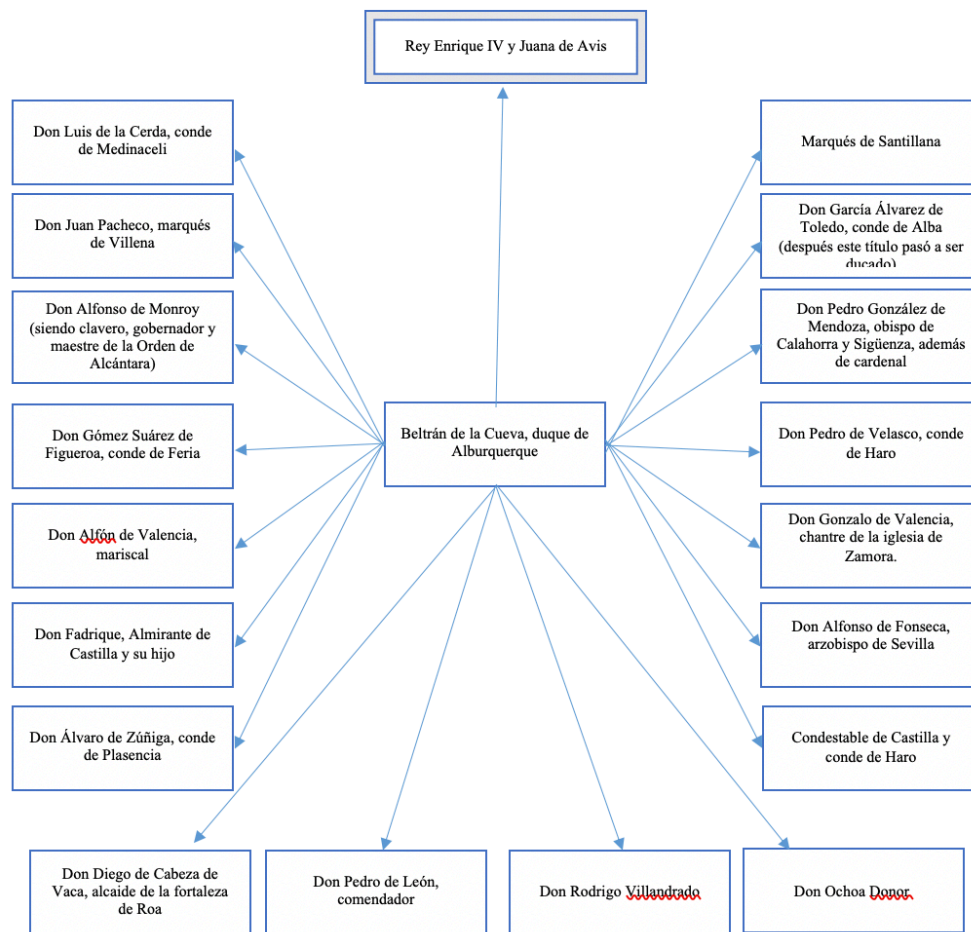 Rey Enrique IV y Juana de Avis
Don Luis de la Cerda, conde
de Medinaceli
Marqués de Santillana
Don Juan Pacheco, marqués
de Villena
Don García Álvarez de
Toledo, conde de Alba
(después este título pasó a ser
ducado)
Don Alfonso de Monroy
(siendo clavero, gobernador y
maestre de la Orden de
Alcántara)
Don Pedro González de
Mendoza, obispo de
Calahorra y Sigüenza, además
de cardenal
Beltrán de la Cueva, duque de
Alburquerque
Don Gómez Suárez de
Figueroa, conde de Feria
Don Pedro de Velasco, conde
de Haro
Don Alfón de Valencia,
mariscal
Don Gonzalo de Valencia,
chantre de la iglesia de
Zamora.
Don Fadrique, Almirante de
Castilla y su hijo
Don Alfonso de Fonseca,
arzobispo de Sevilla
Don Álvaro de Zúñiga, conde
de Plasencia
Condestable de Castilla y
conde de Haro
Don Diego de Cabeza de
Vaca, alcaide de la fortaleza
de Roa
Don Pedro de León,
comendador
Don Rodrigo Villandrado
Don Ochoa Donor